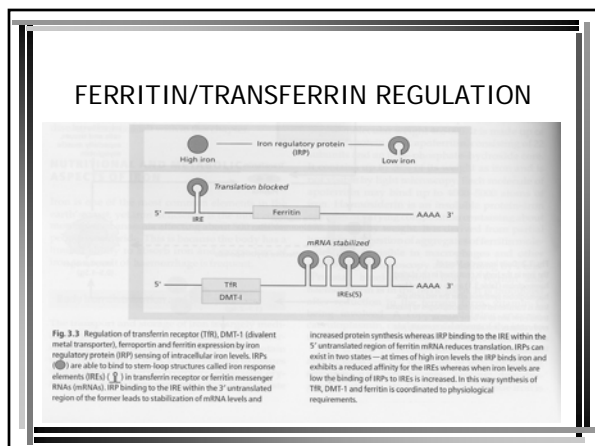 FERRITIN/TRANSFERRIN REGULATION
High iron
Iron regulatory protein
(IRP)
Low iron
Translation blocked
5' IRE Ferritin AAAA 3'
mRNA stabilized
5' TfR AAAA 3'
DMT-I IREs(5)
Fig. 3.3 Regulation of transferrin receptor (TfR), DMT-1 (divalent
metal transporter), ferroportin and ferritin expression by iron
regulatory protein (IRP) sensing of intracellular iron levels. IRPs
( ) are able to bind to stem-loop structures called iron response
elements (IREs) ( ) in transferrin receptor or ferritin messenger
RNAs (mRNAs). IRP binding to the IRE within the 3' untranslated
region of the former leads to stabilization of mRNA levels and
increased protein synthesis whereas IRP binding to the IRE within the
5' untranslated region of ferritin mRNA reduces translation. IRPs can
exist in two states—at times of high iron levels the IRP binds iron and
exhibits a reduced affinity for the IREs whereas when iron levels are
low the binding of IRPs to IREs is increased. In this way synthesis of
TfR, DMT-1 and ferritin is coordinated to physiological
requirements.